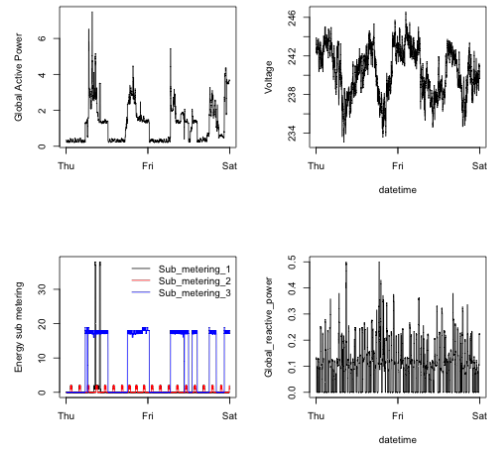 Global Active Power
0 2 4 6
Thu Fri Sat
Voltage
234 238 242 246
Thu Fri Sat
datetime
Energy sub metering
0 10 20 30
Sub_metering_1
Sub_metering_2
Sub_metering_3
Thu Fri Sat
Global_reactive_power
0.0 0.1 0.2 0.3 0.4 0.5
Thu Fri Sat
datetime